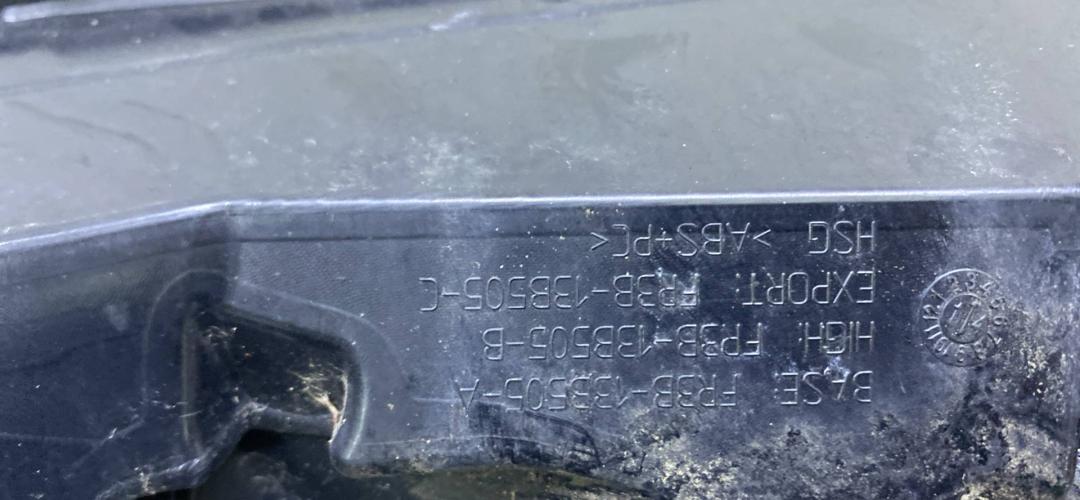 HSG >ABS+PC<
EXPORT: FR3B-13B505-C
HIGH: FR3B-13B505-B
BASE: FR3B-13B505-A